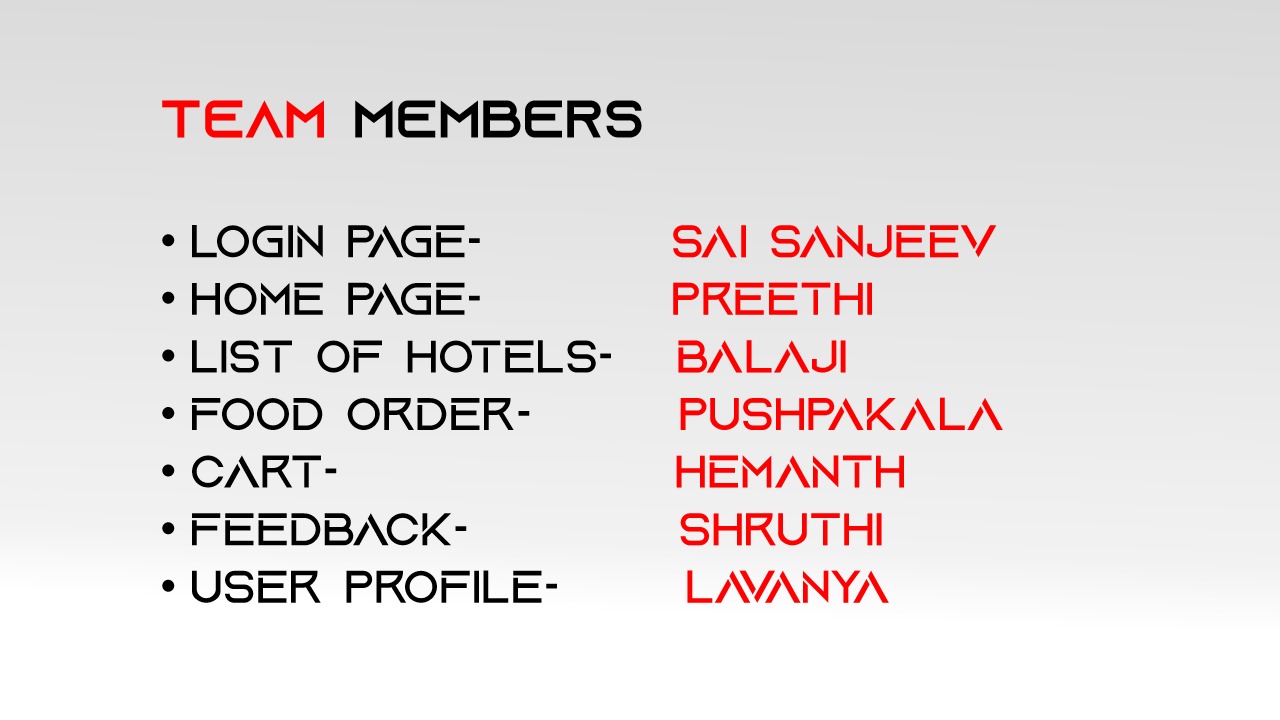 TEAM MEMBERS
• LOGIN PAGE- SAI SANJEEV
• HOME PAGE- PREETHI
• LIST OF HOTELS- BALAJI
• FOOD ORDER- PUSHPAKALA
• CART- HEMANTH
• FEEDBACK- SHRUTHI
• USER PROFILE- LAVANYA